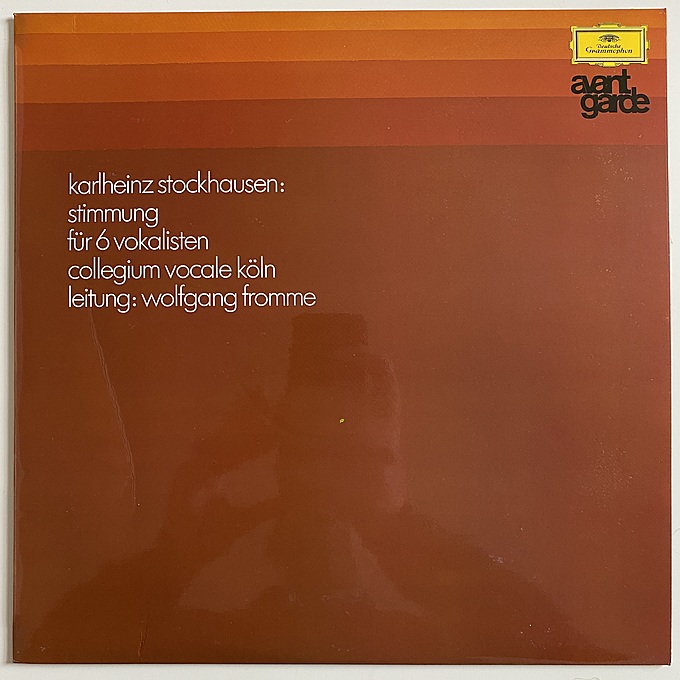 Deutsche
Grammophon
avant
garde
karlheinz stockhausen:
stimmung
für 6 vokalisten
collegium vocale köln
leitung: wolfgang fromme